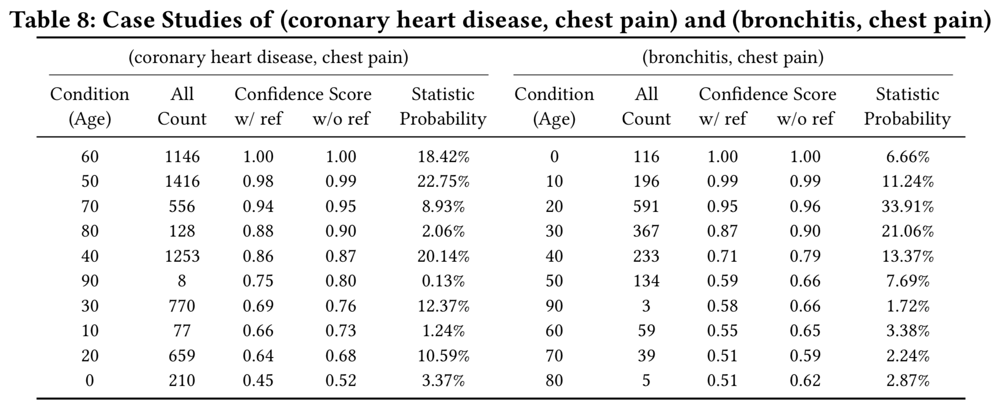 Table 8: Case Studies of (coronary heart disease, chest pain) and (bronchitis, chest pain)
(coronary heart disease, chest pain) (bronchitis, chest pain)
Condition All Confidence Score Statistic Condition All Confidence Score Statistic
(Age) Count w/ ref w/o ref Probability (Age) Count w/ ref w/o ref Probability
60 1146 1.00 1.00 18.42% 0 116 1.00 1.00 6.66%
50 1416 0.98 0.99 22.75% 10 196 0.99 0.99 11.24%
70 556 0.94 0.95 8.93% 20 591 0.95 0.96 33.91%
80 128 0.88 0.90 2.06% 30 367 0.87 0.90 21.06%
40 1253 0.86 0.87 20.14% 40 233 0.71 0.79 13.37%
90 8 0.75 0.80 0.13% 50 134 0.59 0.66 7.69%
30 770 0.69 0.76 12.37% 90 3 0.58 0.66 1.72%
10 77 0.66 0.73 1.24% 60 59 0.55 0.65 3.38%
20 659 0.64 0.68 10.59% 70 39 0.51 0.59 2.24%
0 210 0.45 0.52 3.37% 80 5 0.51 0.62 2.87%